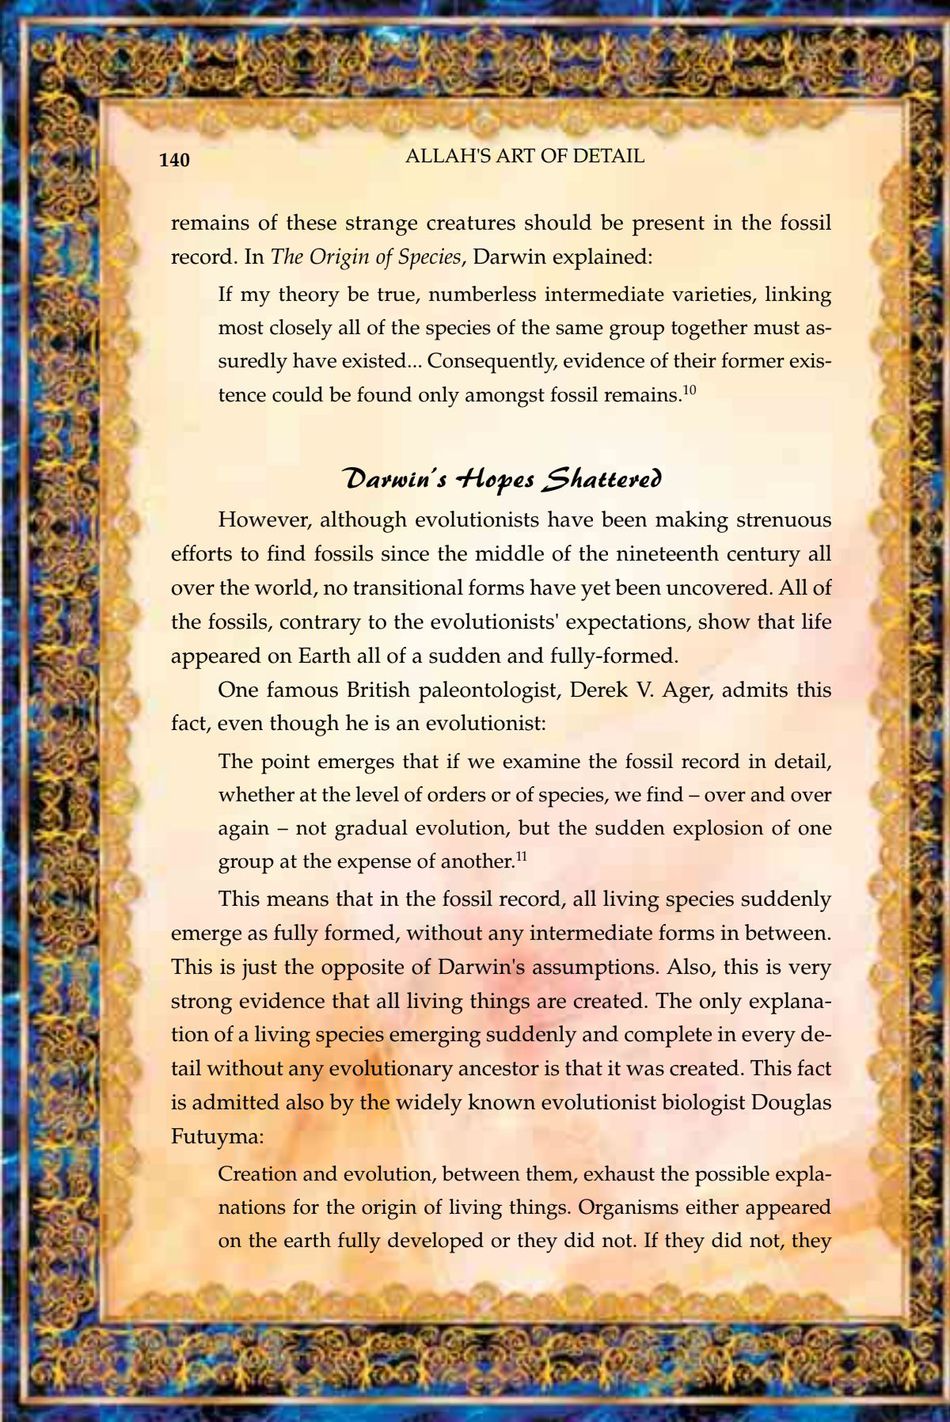 140
ALLAH'S ART OF DETAIL
remains of these strange creatures should be present in the fossil
record. In The Origin of Species, Darwin explained:
If my theory be true, numberless intermediate varieties, linking
most closely all of the species of the same group together must as-
suredly have existed... Consequently, evidence of their former exis-
tence could be found only amongst fossil remains.10
Darwin's Hopes Shattered
However, although evolutionists have been making strenuous
efforts to find fossils since the middle of the nineteenth century all
over the world, no transitional forms have yet been uncovered. All of
the fossils, contrary to the evolutionists' expectations, show that life
appeared on Earth all of a sudden and fully-formed.
One famous British paleontologist, Derek V. Ager, admits this
fact, even though he is an evolutionist:
The point emerges that if we examine the fossil record in detail,
whether at the level of orders or of species, we find – over and over
again – not gradual evolution, but the sudden explosion of one
group at the expense of another.11
This means that in the fossil record, all living species suddenly
emerge as fully formed, without any intermediate forms in between.
This is just the opposite of Darwin's assumptions. Also, this is very
strong evidence that all living things are created. The only explana-
tion of a living species emerging suddenly and complete in every de-
tail without any evolutionary ancestor is that it was created. This fact
is admitted also by the widely known evolutionist biologist Douglas
Futuyma:
Creation and evolution, between them, exhaust the possible expla-
nations for the origin of living things. Organisms either appeared
on the earth fully developed or they did not. If they did not, they